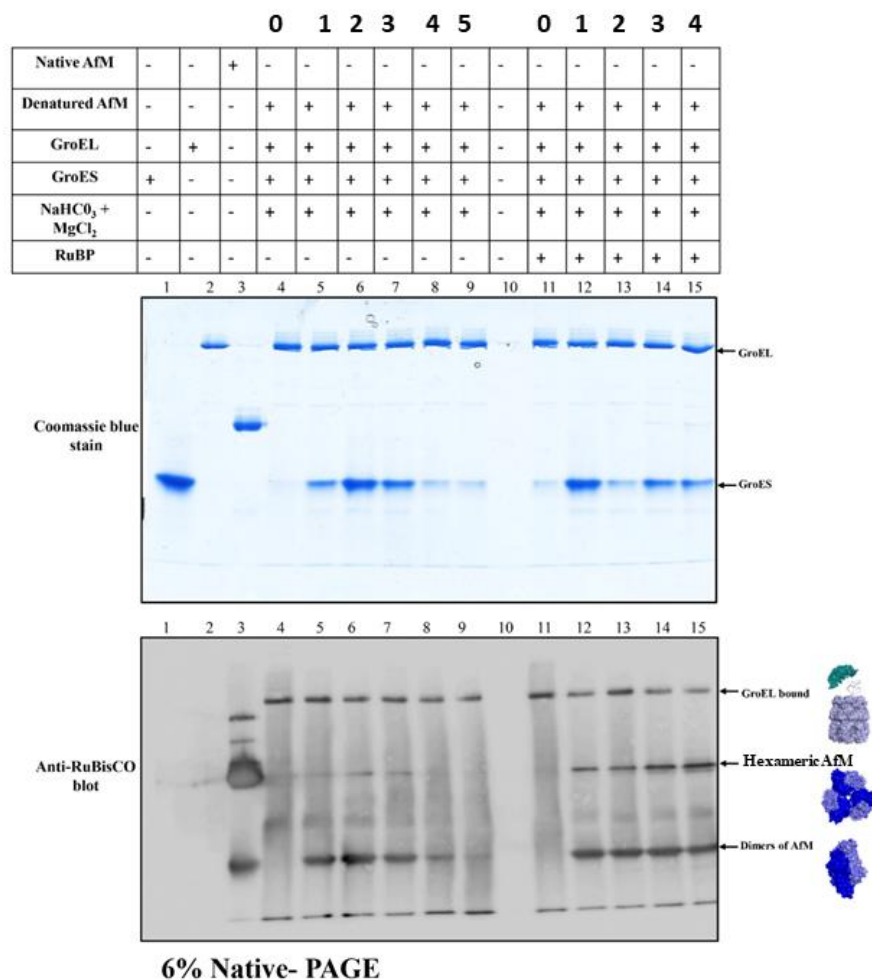 0 1 2 3 4 5 0 1 2 3 4
Native AfM - - + - - - - - - - - - - - -
Denatured AfM - - - + + + + + + - + + + + +
GroEL - + - + + + + + + - + + + + +
GroES + - - + + + + + + - + + + + +
NaHC0₃ + - - - + + + + + + - + + + + +
MgCl₂
RuBP - - - - - - - - - - + + + + +
1 2 3 4 5 6 7 8 9 10 11 12 13 14 15
GroEL
Coomassie blue
stain
GroES
1 2 3 4 5 6 7 8 9 10 11 12 13 14 15
GroEL bound
Anti-RuBisCO
blot
Hexameric AfM
Dimers of AfM
6% Native- PAGE